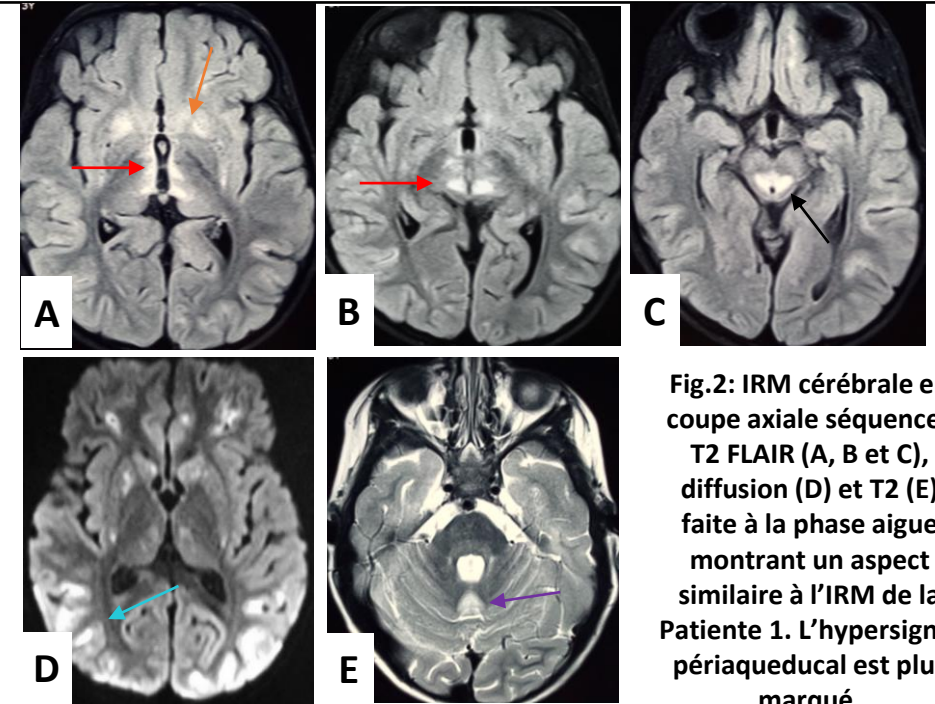 3Y
A
B
C
D
E
Fig.2: IRM cérébrale e
coupe axiale séquence
T2 FLAIR (A, B et C),
diffusion (D) et T2 (E)
faite à la phase aigue
montrant un aspect
similaire à l’IRM de la
Patiente 1. L’hypersign
périaqueducal est plu
marqué